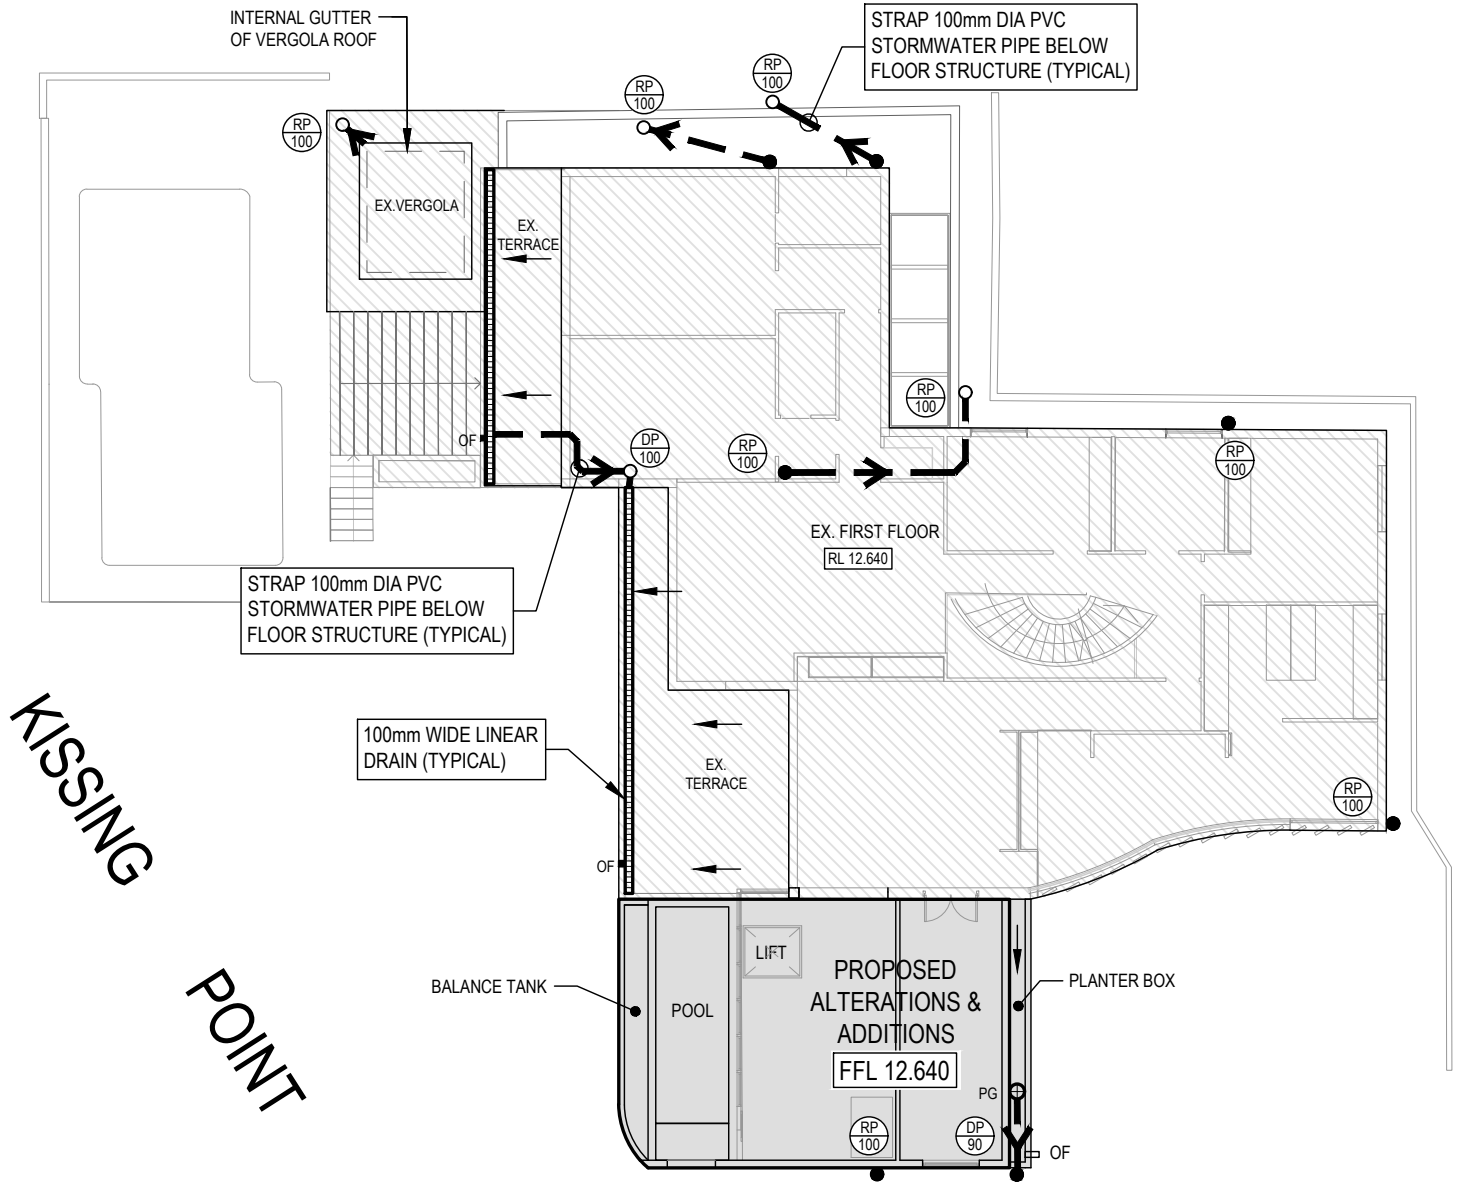 INTERNAL GUTTER
OF VERGOLA ROOF
STRAP 100mm DIA PVC
STORMWATER PIPE BELOW
FLOOR STRUCTURE (TYPICAL)
RP
100
RP
100
RP
100
EX.VERGOLA
EX.
TERRACE
RP
100
OF
DP
100
RP
100
RP
100
EX. FIRST FLOOR
RL 12.640
STRAP 100mm DIA PVC
STORMWATER PIPE BELOW
FLOOR STRUCTURE (TYPICAL)
100mm WIDE LINEAR
DRAIN (TYPICAL)
EX.
TERRACE
RP
100
KISSING
POINT
OF
LIFT
PROPOSED
ALTERATIONS &
ADDITIONS
FFL 12.640
BALANCE TANK
POOL
PLANTER BOX
PG
RP
100
DP
90
OF